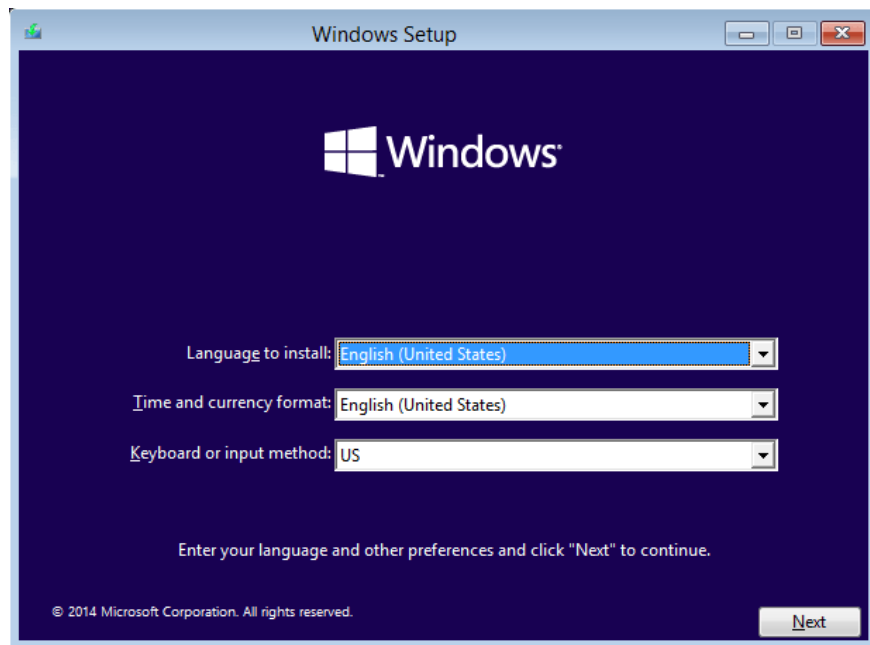 Windows Setup
Windows®
Language to install: English (United States)
Time and currency format: English (United States)
Keyboard or input method: US
Enter your language and other preferences and click "Next" to continue.
© 2014 Microsoft Corporation. All rights reserved.
Next